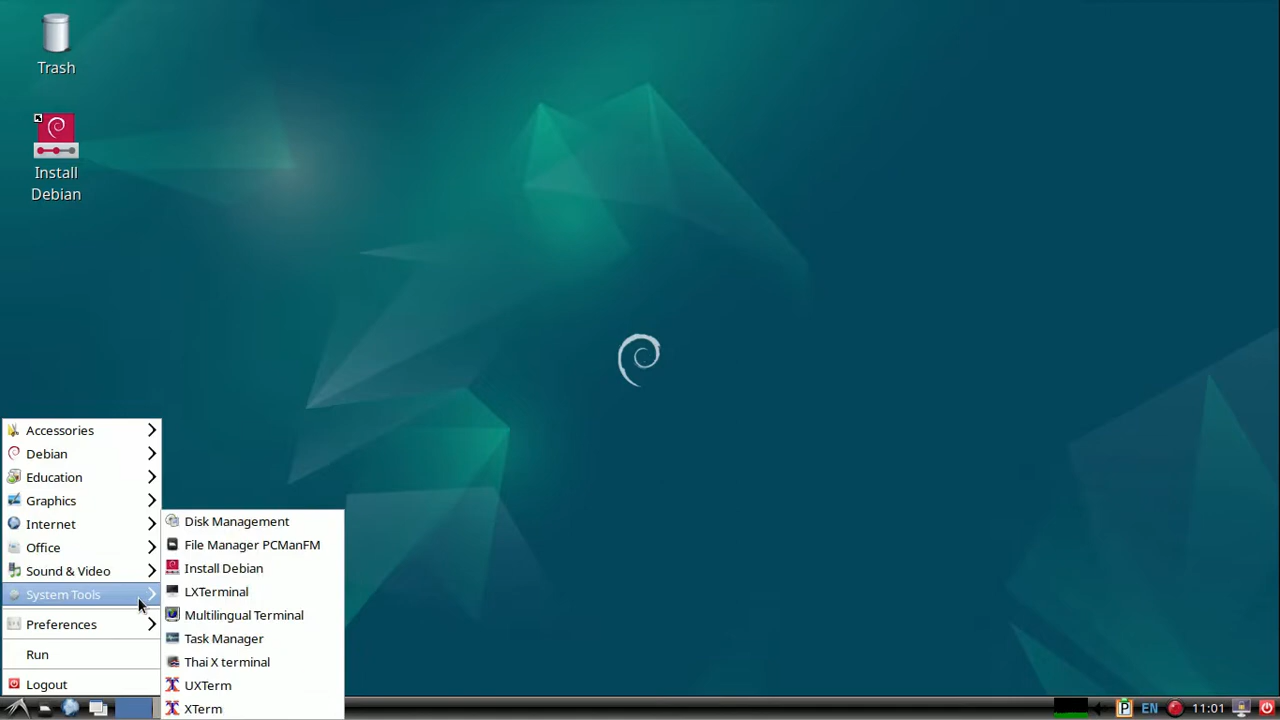 Trash
Install
Debian
Accessories
Debian
Education
Graphics
Internet
Office
Sound & Video
System Tools
Preferences
Run
Logout
Disk Management
File Manager PCManFM
Install Debian
LXTerminal
Multilingual Terminal
Task Manager
Thai X terminal
UXTerm
XTerm
P EN 11:01